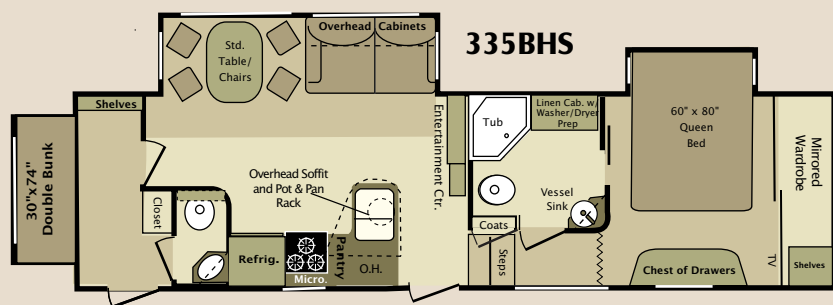 335BHS
Overhead Cabinets
Std.
Table/
Chairs
Shelves
30"x74"
Double Bunk
Closet
Overhead Soffit
and Pot & Pan
Rack
Refrig.
Micro.
Pantry
O.H.
Entertainment Ctr.
Tub
Linen Cab. w/
Washer/Dryer
Prep
Vessel
Sink
Coats
Steps
60" x 80"
Queen
Bed
Mirrored
Wardrobe
TV
Shelves
Chest of Drawers